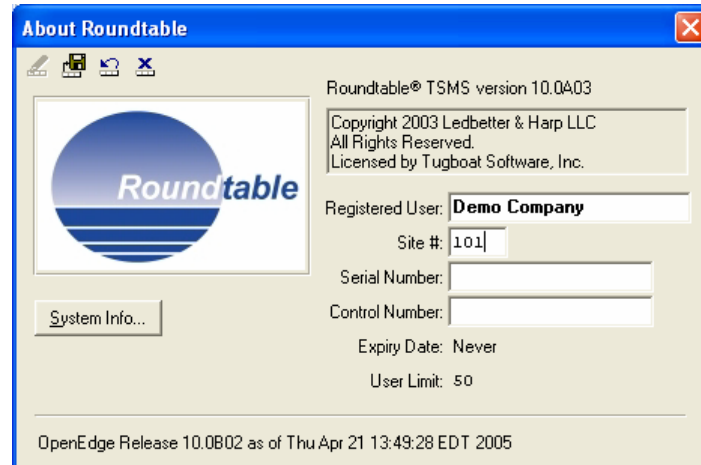 About Roundtable
Roundtable® TSMS version 10.0A03
Copyright 2003 Ledbetter & Harp LLC
All Rights Reserved.
Licensed by Tugboat Software, Inc.
Roundtable
Registered User: Demo Company
Site #: 101
Serial Number:
Control Number:
System Info...
Expiry Date: Never
User Limit: 50
OpenEdge Release 10.0B02 as of Thu Apr 21 13:49:28 EDT 2005